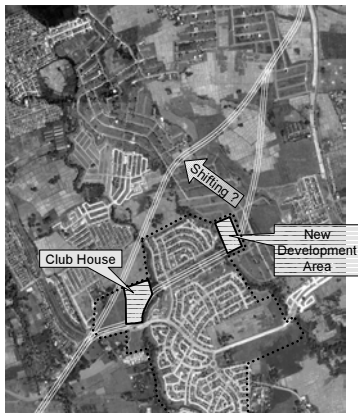 Shifting ?
New
Development
Area
Club House